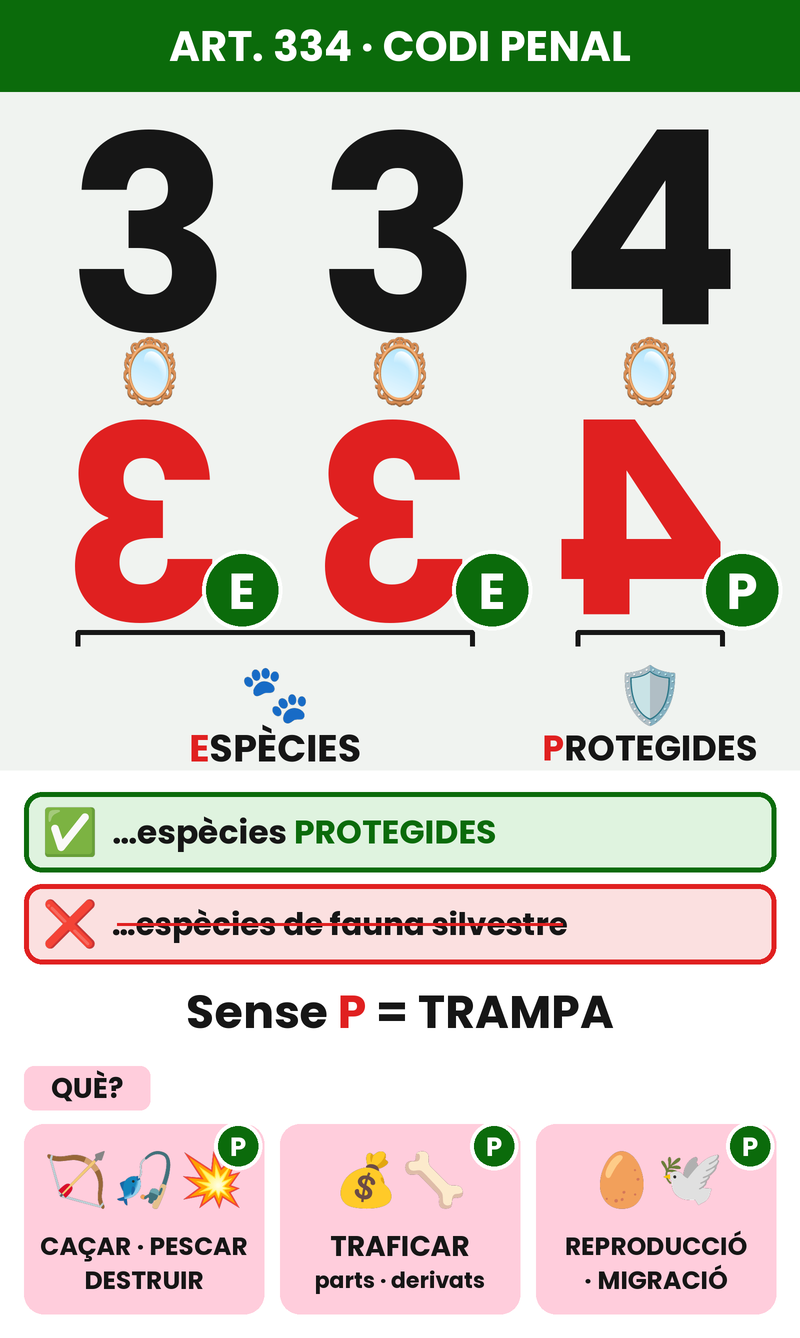 ART. 334 · CODI PENAL
3 3 4
3 3 4
E E P
ESPÈCIES
PROTEGIDES
...espècies PROTEGIDES
...espècies de fauna silvestre
Sense P = TRAMPA
QUÈ?
P
CAÇAR · PESCAR
DESTRUIR
P
$
TRAFICAR
parts · derivats
P
REPRODUCCIÓ
· MIGRACIÓ